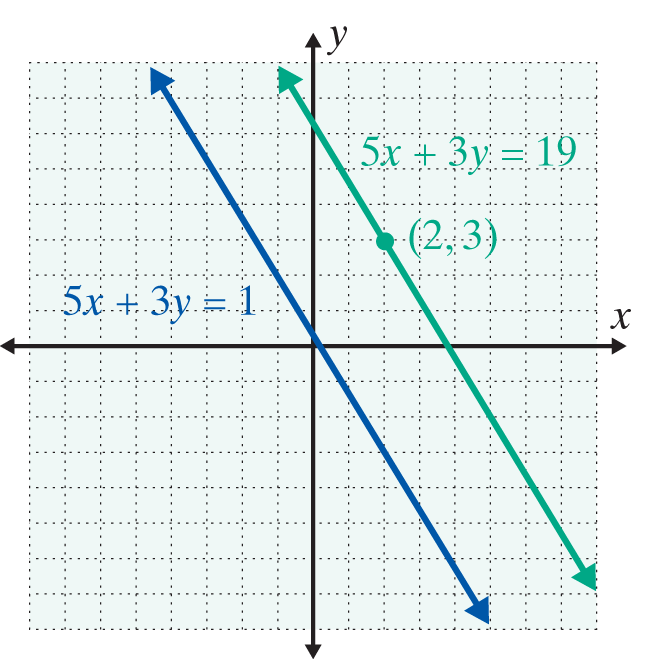 y
5x + 3y = 19
(2, 3)
5x + 3y = 1
x